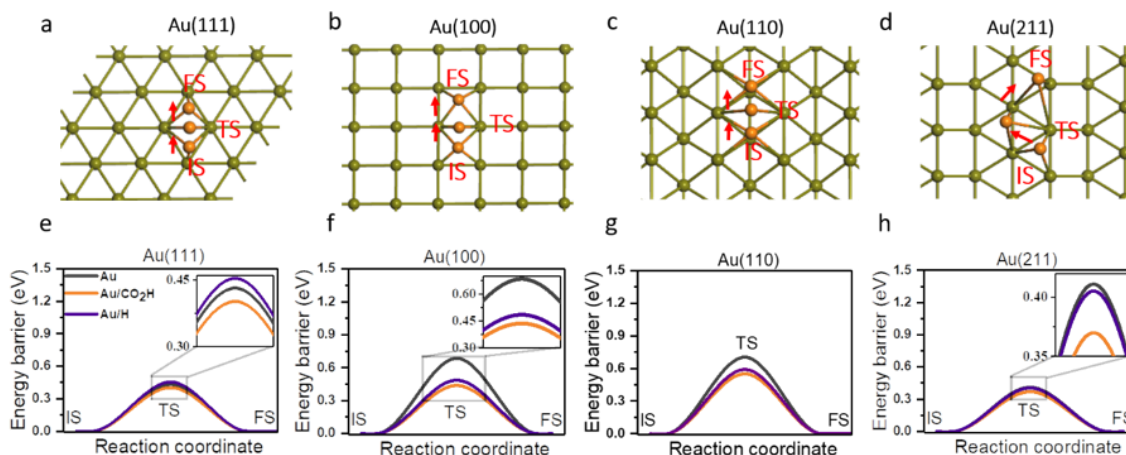 a
Au(111)
FS
TS
IS
b
Au(100)
FS
TS
IS
c
Au(110)
FS
TS
IS
d
Au(211)
FS
TS
IS
e
Au(111)
Energy barrier (eV)
1.5
1.2
0.9
0.6
0.3
0.0
Au
Au/CO₂H
Au/H
0.45
0.30
IS
TS
FS
Reaction coordinate
f
Au(100)
Energy barrier (eV)
1.5
1.2
0.9
0.6
0.3
0.0
0.60
0.45
0.30
IS
TS
FS
Reaction coordinate
g
Au(110)
Energy barrier (eV)
1.5
1.2
0.9
0.6
0.3
0.0
TS
IS
FS
Reaction coordinate
h
Au(211)
Energy barrier (eV)
1.5
1.2
0.9
0.6
0.3
0.0
0.40
0.35
IS
TS
FS
Reaction coordinate